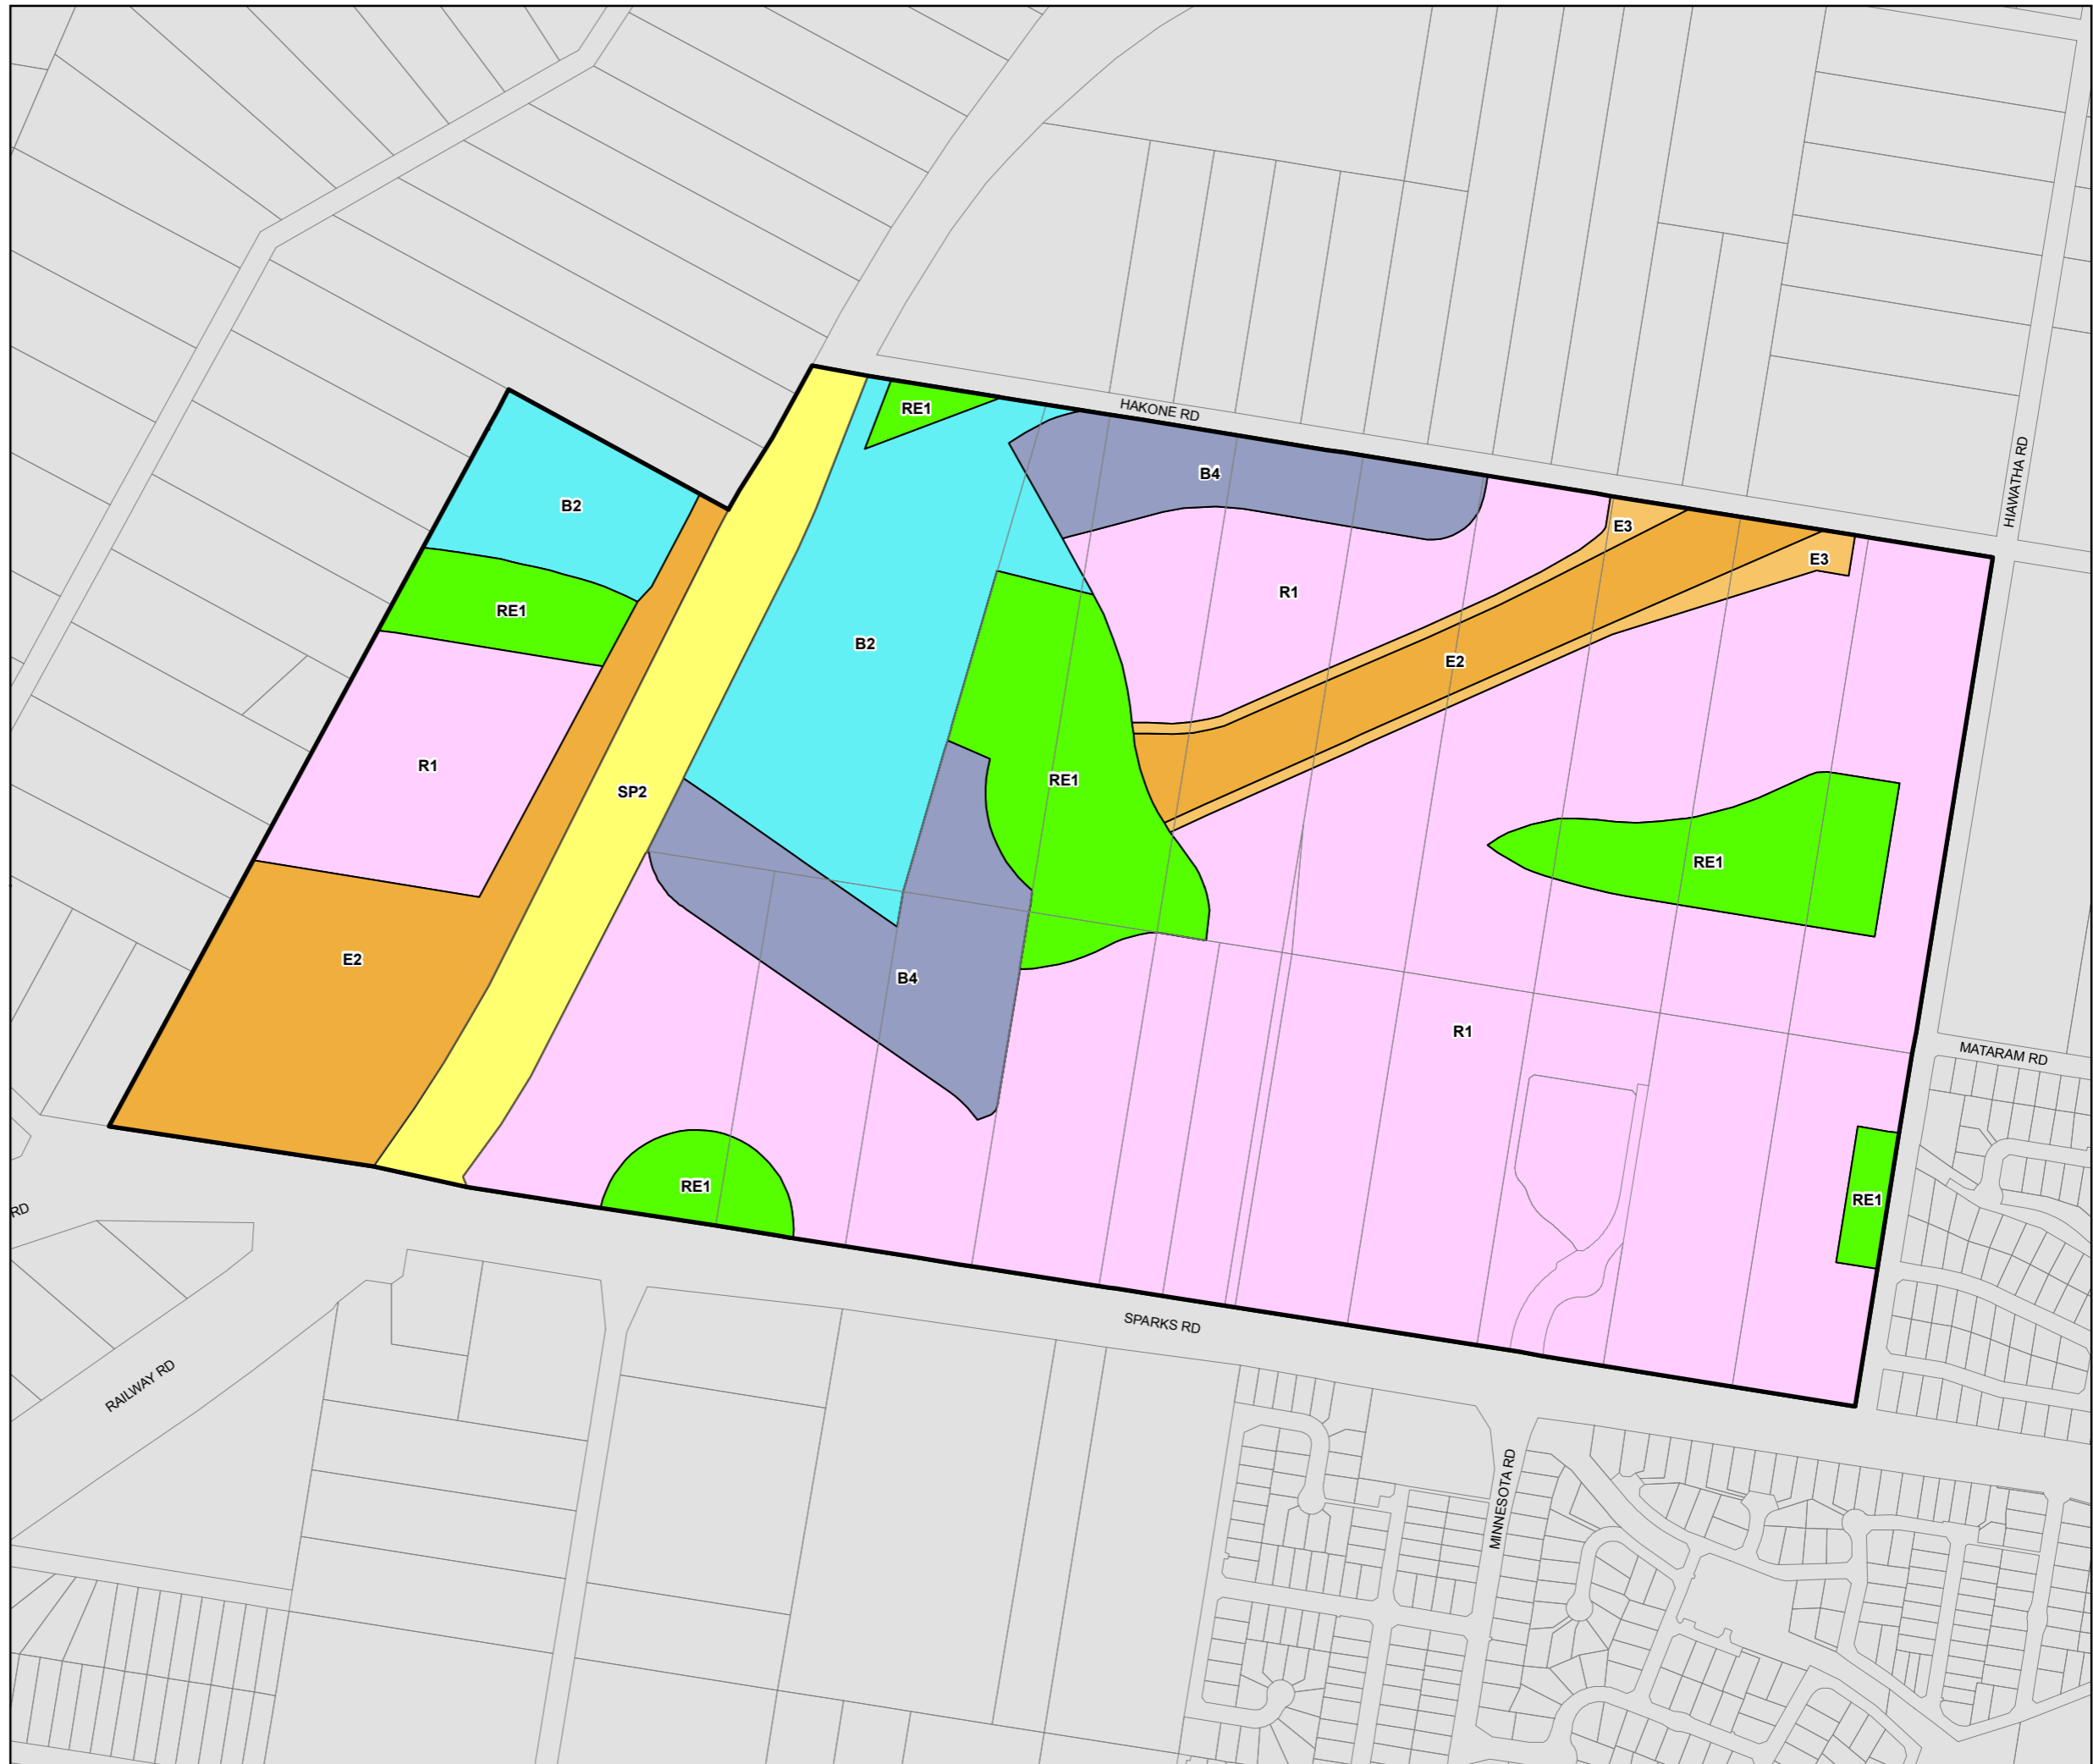 RE1
HAKONE RD
B4
HIAWATHA RD
B2
E3
E3
R1
RE1
B2
E2
R1
RE1
SP2
RE1
E2
B4
R1
MATARAM RD
RE1
RE1
RD
SPARKS RD
RAILWAY RD
MINNESOTA RD